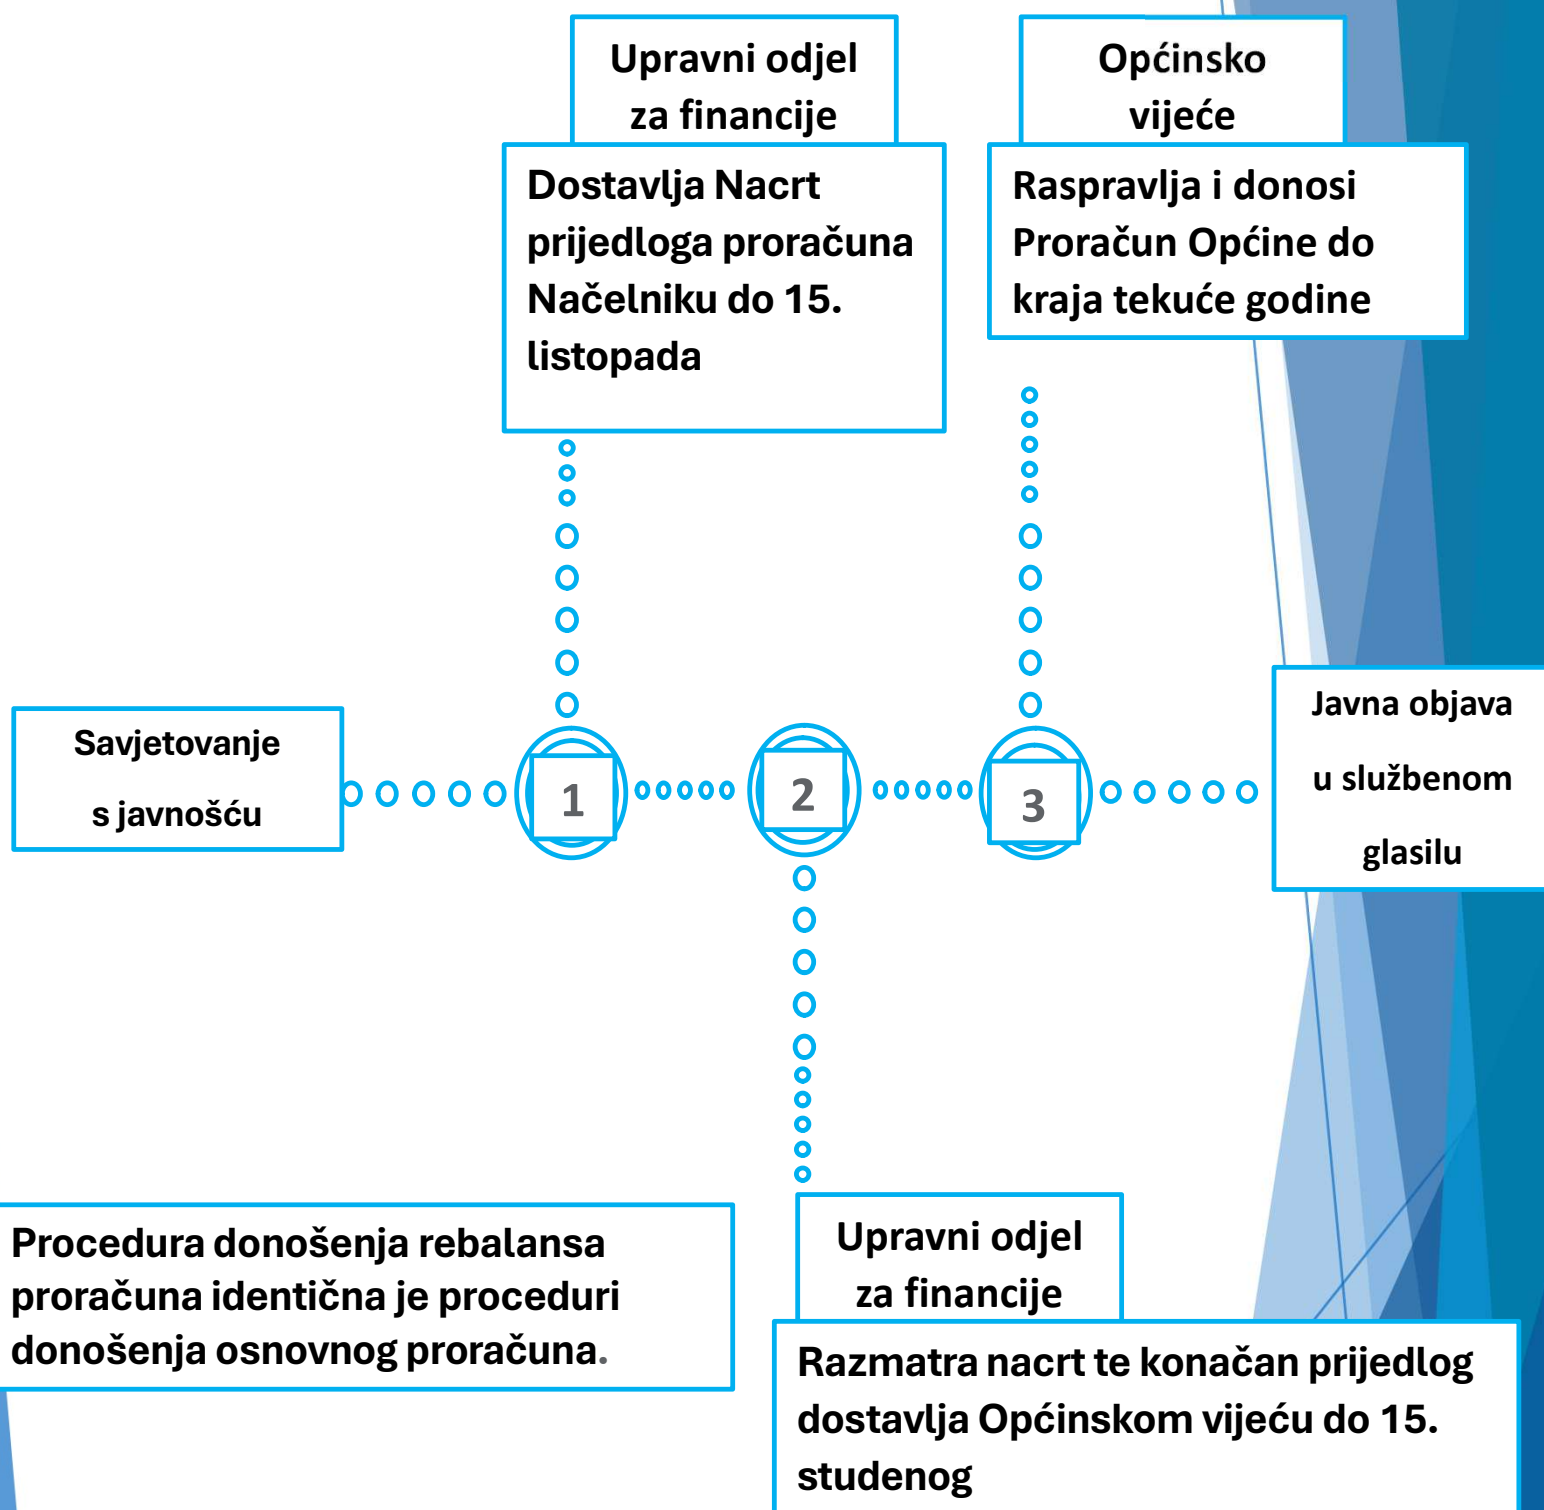 Upravni odjel
za financije
Dostavlja Nacrt
prijedloga proračuna
Načelniku do 15.
listopada
Općinsko
vijeće
Raspravlja i donosi
Proračun Općine do
kraja tekuće godine
Savjetovanje
s javnošću
1
2
3
Javna objava
u službenom
glasilu
Procedura donošenja rebalansa
proračuna identična je proceduri
donošenja osnovnog proračuna.
Upravni odjel
za financije
Razmatra nacrt te konačan prijedlog
dostavlja Općinskom vijeću do 15.
studenog